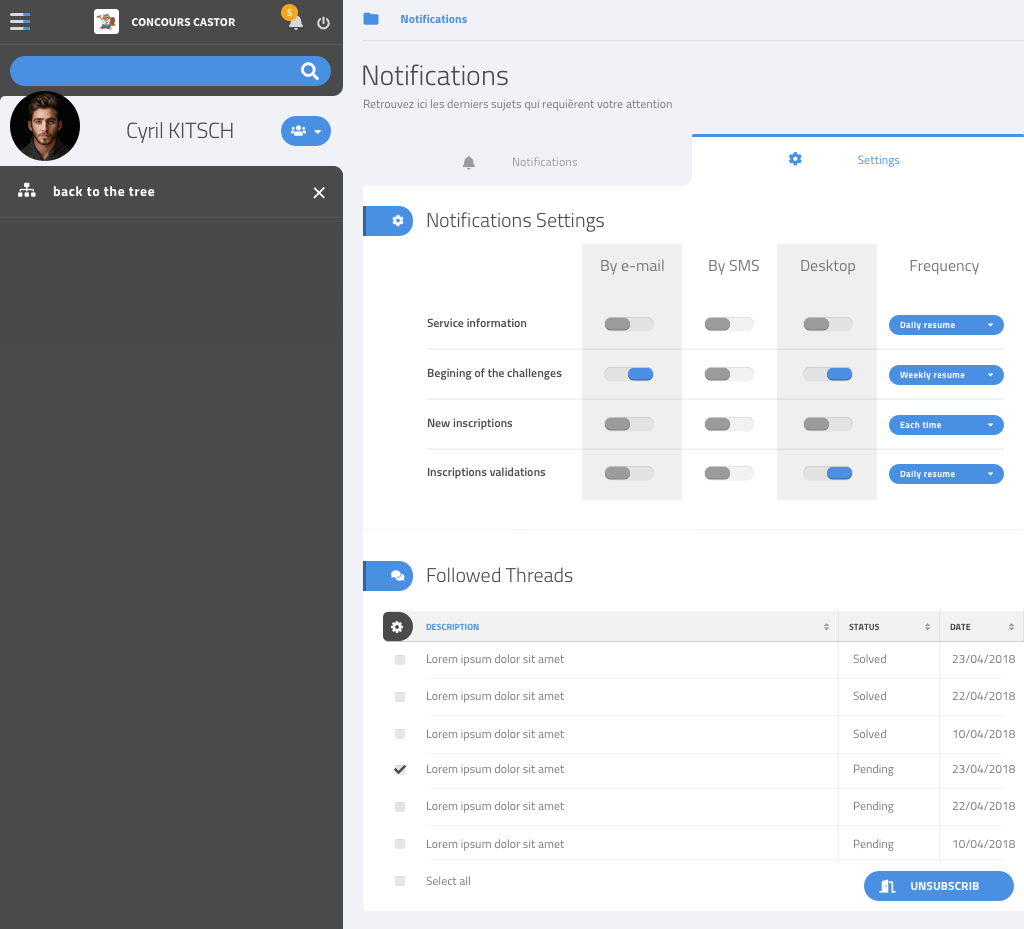 CONCOURS CASTOR
5
Cyril KITSCH
back to the tree
Notifications
Notifications
Retrouvez ici les derniers sujets qui requièrent votre attention
Notifications
Settings
Notifications Settings
By e-mail By SMS Desktop Frequency
Service information Daily resume
Begining of the challenges Weekly resume
New inscriptions Each time
Inscriptions validations Daily resume
Followed Threads
DESCRIPTION STATUS DATE
Lorem ipsum dolor sit amet Solved 23/04/2018
Lorem ipsum dolor sit amet Solved 22/04/2018
Lorem ipsum dolor sit amet Solved 10/04/2018
Lorem ipsum dolor sit amet Pending 23/04/2018
Lorem ipsum dolor sit amet Pending 22/04/2018
Lorem ipsum dolor sit amet Pending 10/04/2018
Select all
UNSUBSCRIB